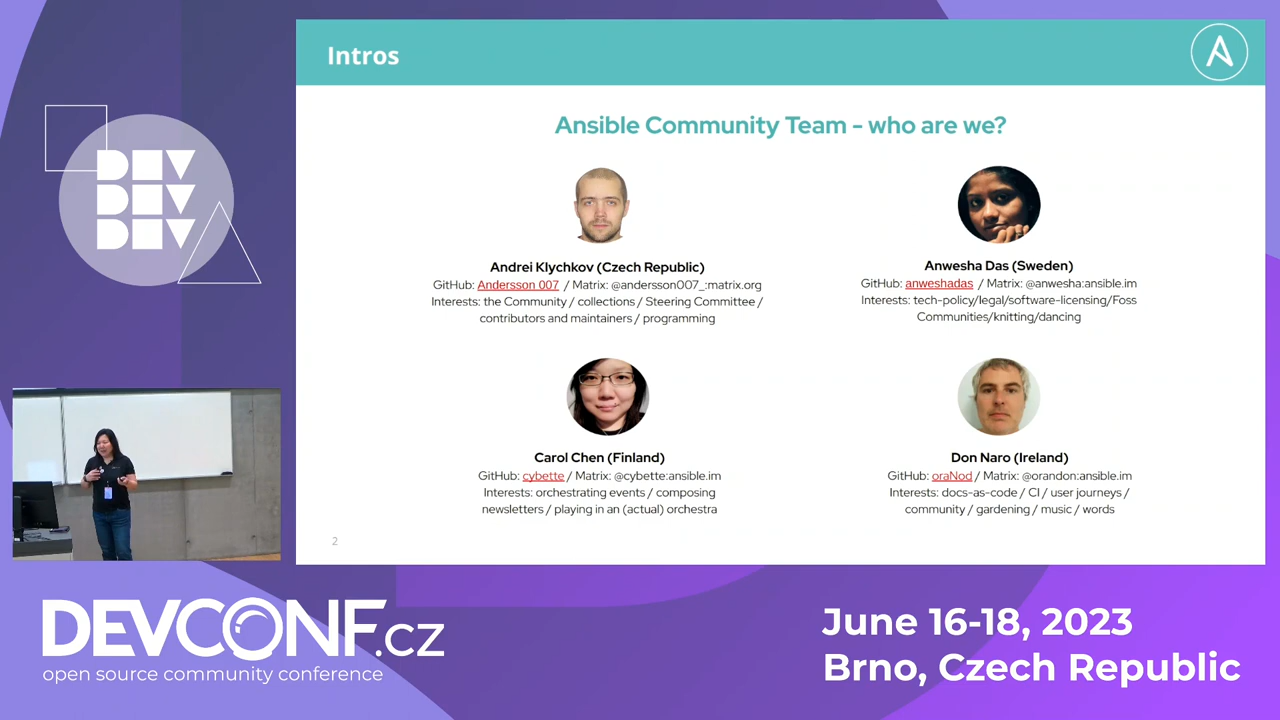 Intros
Ansible Community Team - who are we?
Andrei Klychkov (Czech Republic)
GitHub: Andersson 007 / Matrix: @andersson007_:matrix.org
Interests: the Community / collections / Steering Committee /
contributors and maintainers / programming
Anwesha Das (Sweden)
GitHub: anweshadas / Matrix: @anwesha:ansible.im
Interests: tech-policy/legal/software-licensing/Foss
Communities/knitting/dancing
Carol Chen (Finland)
GitHub: cybette / Matrix: @cybette:ansible.im
Interests: orchestrating events / composing
newsletters / playing in an (actual) orchestra
Don Naro (Ireland)
GitHub: oraNod / Matrix: @orandon:ansible.im
Interests: docs-as-code / CI / user journeys /
community / gardening / music / words
2
DEV
DEV
DEV
DEVCONF.cz
open source community conference
June 16-18, 2023
Brno, Czech Republic